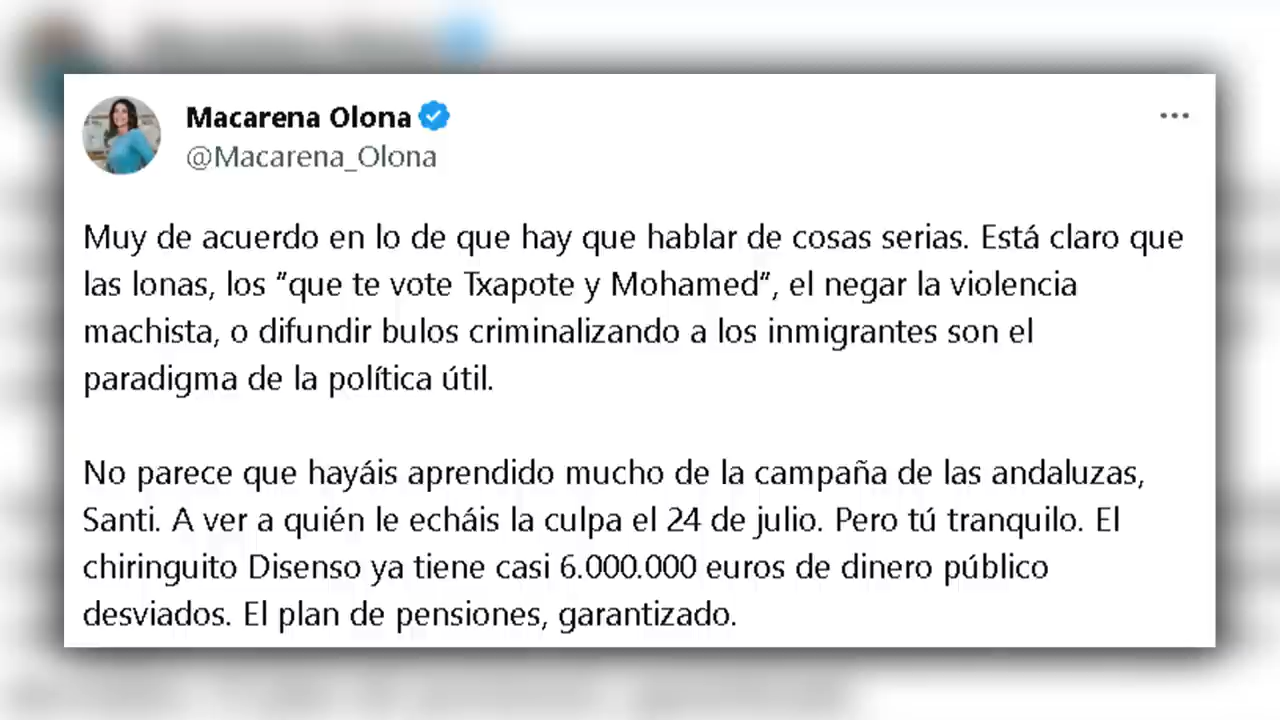 Macarena Olona
@Macarena_Olona
Muy de acuerdo en lo de que hay que hablar de cosas serias. Está claro que
las lonas, los “que te vote Txapote y Mohamed”, el negar la violencia
machista, o difundir bulos criminalizando a los inmigrantes son el
paradigma de la política útil.
No parece que hayáis aprendido mucho de la campaña de las andaluzas,
Santi. A ver a quién le echáis la culpa el 24 de julio. Pero tú tranquilo. El
chiringuito Disenso ya tiene casi 6.000.000 euros de dinero público
desviados. El plan de pensiones, garantizado.